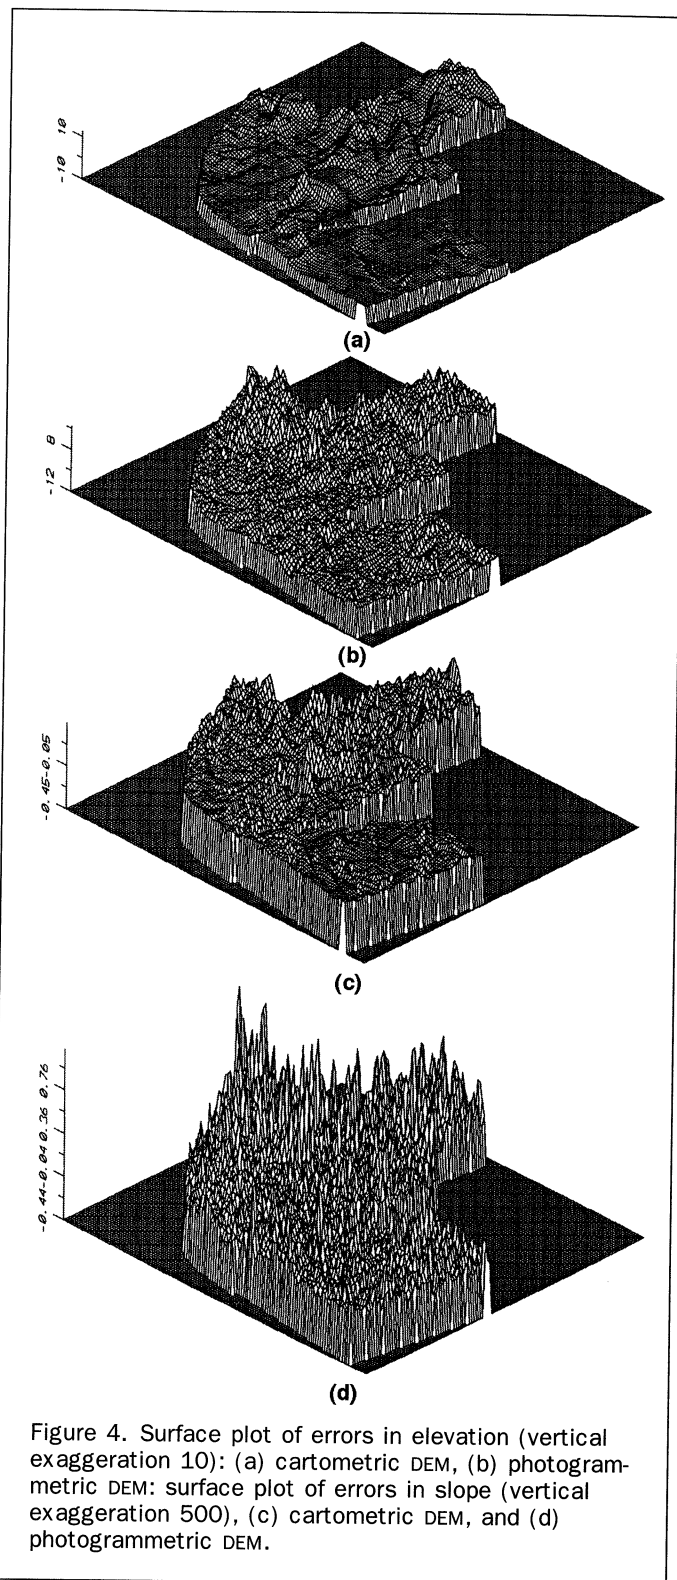 10
-10
(a)
8
-12
(b)
-0.45-0.05
(c)
-0.44-0.04 0.36 0.76
(d)
Figure 4. Surface plot of errors in elevation (vertical
exaggeration 10): (a) cartometric DEM, (b) photogram-
metric DEM: surface plot of errors in slope (vertical
exaggeration 500), (c) cartometric DEM, and (d)
photogrammetric DEM.